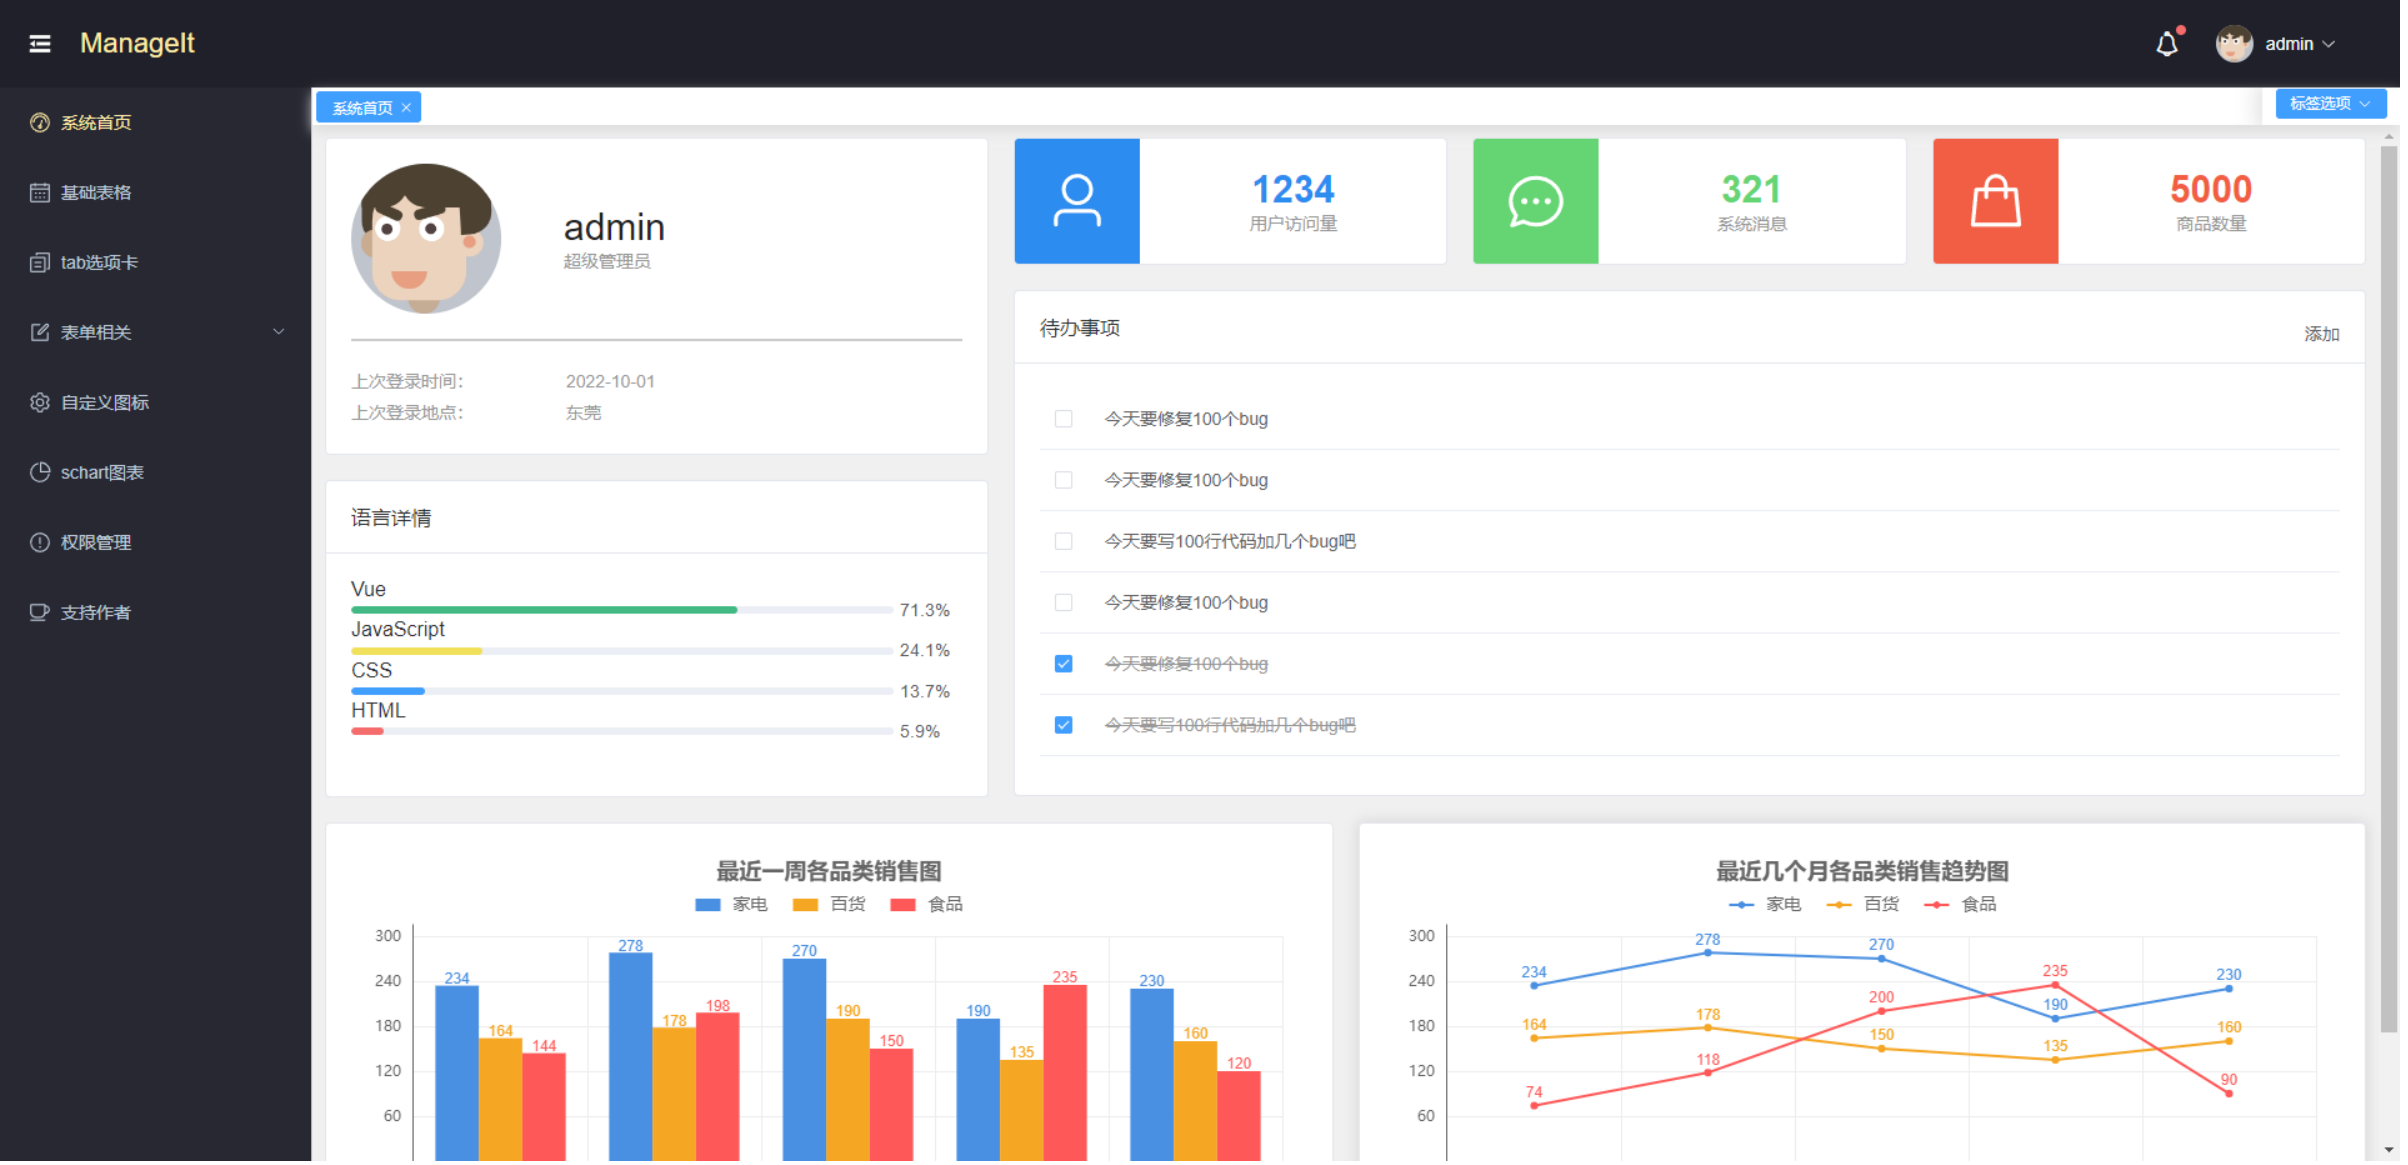 ManageIt
admin
系统首页
基础表格
tab选项卡
表单相关
自定义图标
schart图表
权限管理
支持作者
系统首页
标签选项
admin
超级管理员
上次登录时间：
2022-10-01
上次登录地点：
东莞
1234
用户访问量
321
系统消息
5000
商品数量
语言详情
Vue
71.3%
JavaScript
24.1%
CSS
13.7%
HTML
5.9%
待办事项
添加
今天要修复100个bug
今天要修复100个bug
今天要写100行代码加几个bug吧
今天要修复100个bug
今天要修复100个bug
今天要写100行代码加几个bug吧
最近一周各品类销售图
家电 百货 食品
300
240
180
120
60
234 164 144
278 178 198
270 190 150
190 135 235
230 160 120
最近几个月各品类销售趋势图
家电 百货 食品
300
240
180
120
60
234 278 270 190 230
164 178 150 135 160
74 118 200 235 90